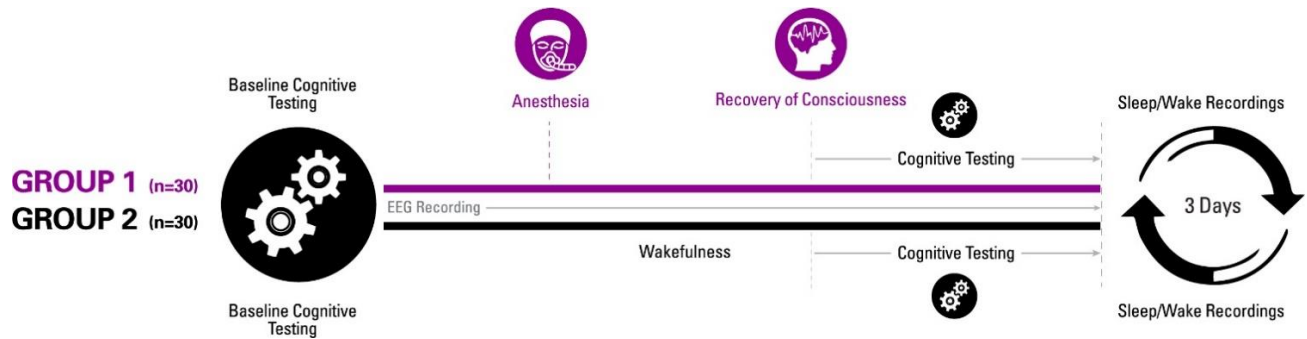 Baseline Cognitive
Testing
Anesthesia
Recovery of Consciousness
Sleep/Wake Recordings
Cognitive Testing
GROUP 1 (n=30)
EEG Recording
3 Days
GROUP 2 (n=30)
Wakefulness
Cognitive Testing
Baseline Cognitive
Testing
Sleep/Wake Recordings